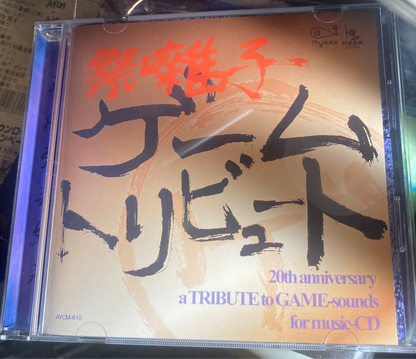 祭囃子
ゲーム
トリビュート
20th anniversary
a TRIBUTE to GAME-sounds
for music-CD
AYCM-610